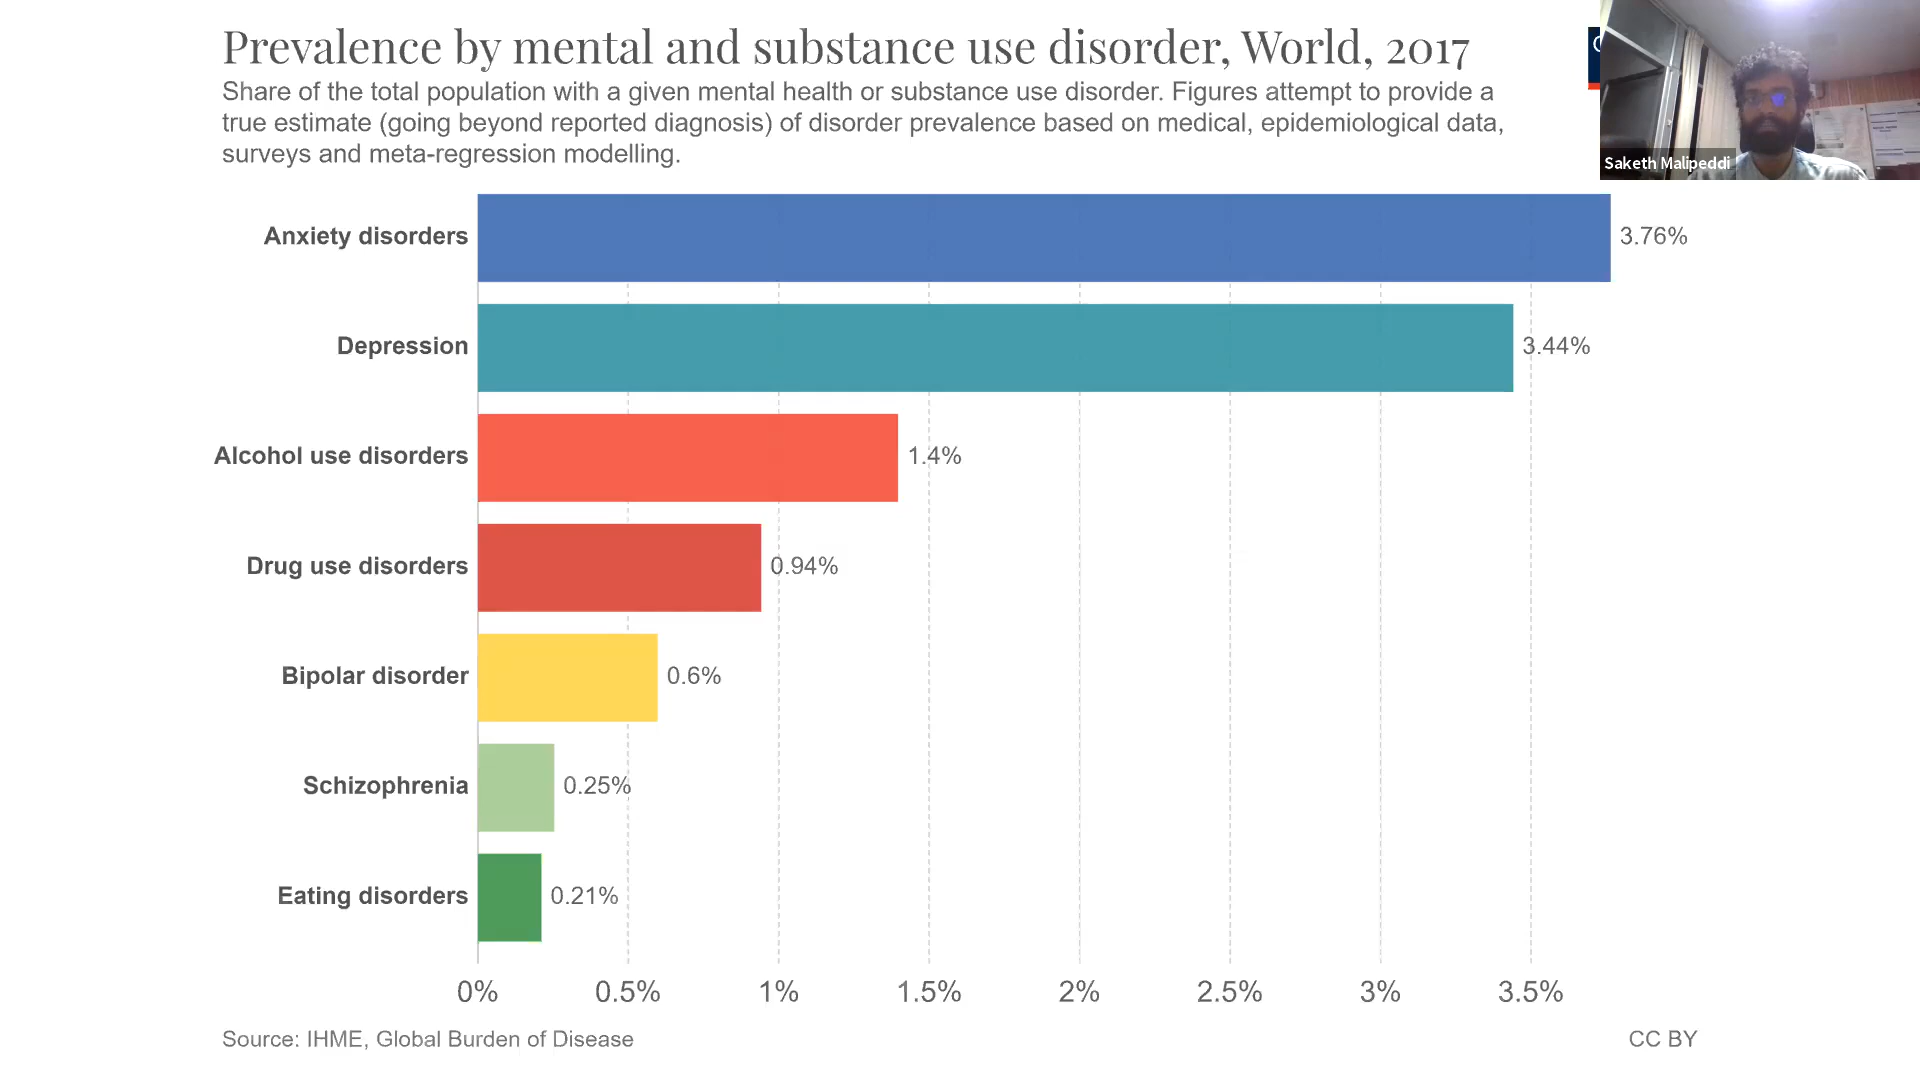 Prevalence by mental and substance use disorder, World, 2017
Share of the total population with a given mental health or substance use disorder. Figures attempt to provide a
true estimate (going beyond reported diagnosis) of disorder prevalence based on medical, epidemiological data,
surveys and meta-regression modelling.
Saketh Malipeddi
Anxiety disorders 3.76%
Depression 3.44%
Alcohol use disorders 1.4%
Drug use disorders 0.94%
Bipolar disorder 0.6%
Schizophrenia 0.25%
Eating disorders 0.21%
0% 0.5% 1% 1.5% 2% 2.5% 3% 3.5%
Source: IHME, Global Burden of Disease CC BY